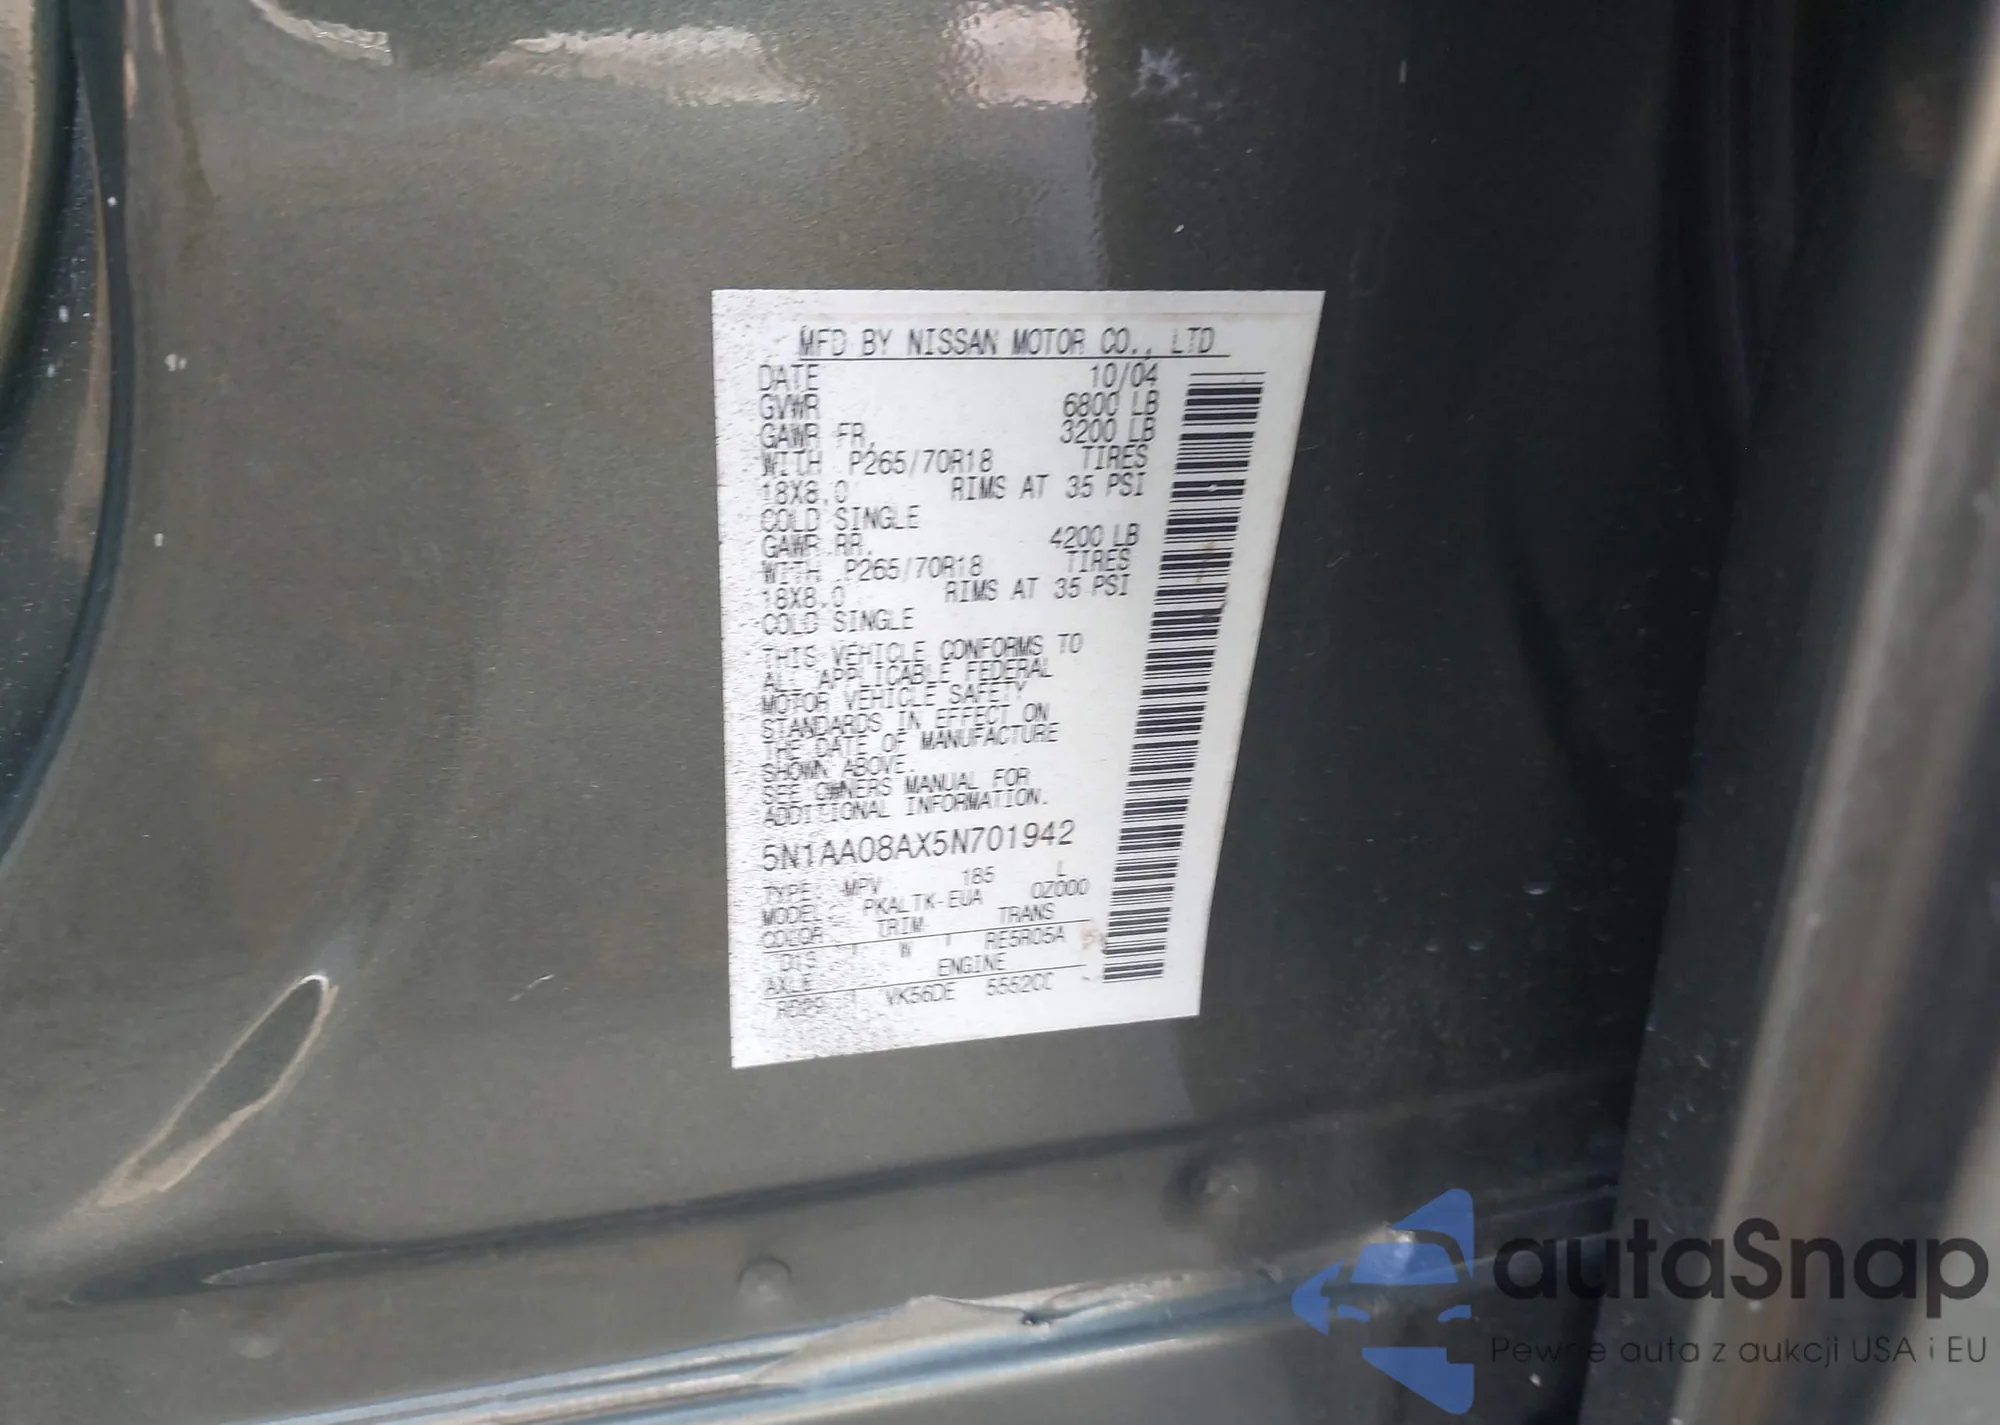 MFD BY NISSAN MOTOR CO., LTD
DATE 10/04
GVWR 6800 LB
GAWR FR, 3200 LB
WITH P265/70R18 TIRES
18X8.0 RIMS AT 35 PSI
COLD SINGLE
GAWR RR, 4200 LB
WITH P265/70R18 TIRES
18X8.0 RIMS AT 35 PSI
COLD SINGLE
THIS VEHICLE CONFORMS TO
ALL APPLICABLE FEDERAL
MOTOR VEHICLE SAFETY
STANDARDS IN EFFECT ON
THE DATE OF MANUFACTURE
SHOWN ABOVE.
SEE OWNERS MANUAL FOR
ADDITIONAL INFORMATION.
5N1AA08AX5N701942
TYPE: MPV 185 L
MODEL: PKALTK-EUA 0Z000
COLOR TRIM TRANS
W T RE5R05A
AXLE ENGINE
VK56DE 5552CC
autaSnap
Pewne auta z aukcji USA i EU